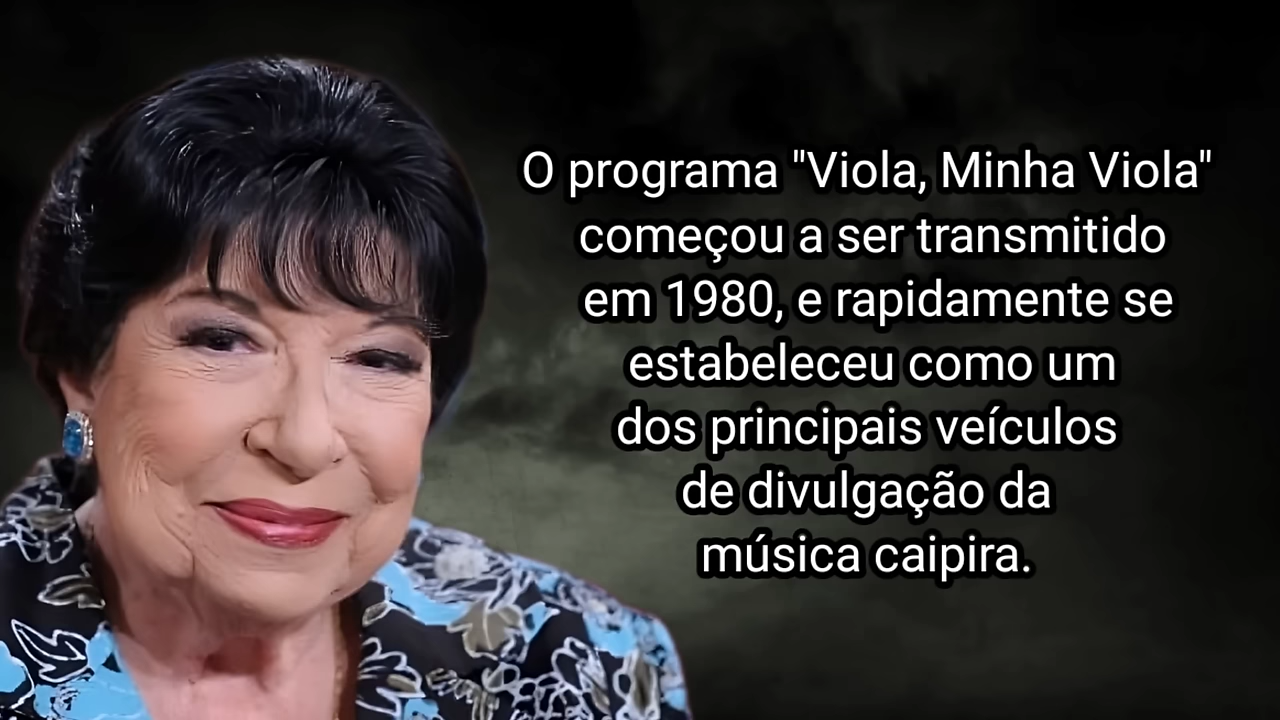 O programa "Viola, Minha Viola"
começou a ser transmitido
em 1980, e rapidamente se
estabeleceu como um
dos principais veículos
de divulgação da
música caipira.